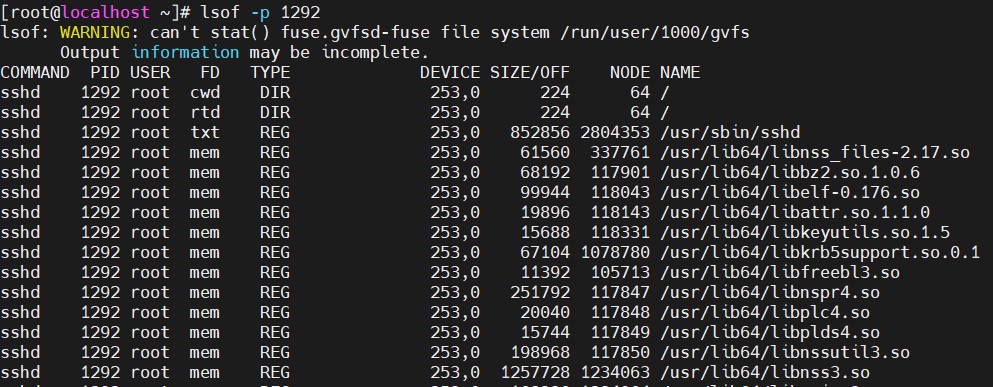 [root@localhost ~]# lsof -p 1292
lsof: WARNING: can't stat() fuse.gvfsd-fuse file system /run/user/1000/gvfs
      Output information may be incomplete.
COMMAND  PID USER   FD   TYPE             DEVICE SIZE/OFF    NODE NAME
sshd    1292 root  cwd    DIR              253,0      224      64 /
sshd    1292 root  rtd    DIR              253,0      224      64 /
sshd    1292 root  txt    REG              253,0   852856 2804353 /usr/sbin/sshd
sshd    1292 root  mem    REG              253,0    61560  337761 /usr/lib64/libnss_files-2.17.so
sshd    1292 root  mem    REG              253,0    68192  117901 /usr/lib64/libbz2.so.1.0.6
sshd    1292 root  mem    REG              253,0    99944  118043 /usr/lib64/libelf-0.176.so
sshd    1292 root  mem    REG              253,0    19896  118143 /usr/lib64/libattr.so.1.1.0
sshd    1292 root  mem    REG              253,0    15688  118331 /usr/lib64/libkeyutils.so.1.5
sshd    1292 root  mem    REG              253,0    67104 1078780 /usr/lib64/libkrb5support.so.0.1
sshd    1292 root  mem    REG              253,0    11392  105713 /usr/lib64/libfreebl3.so
sshd    1292 root  mem    REG              253,0   251792  117847 /usr/lib64/libnspr4.so
sshd    1292 root  mem    REG              253,0    20040  117848 /usr/lib64/libplc4.so
sshd    1292 root  mem    REG              253,0    15744  117849 /usr/lib64/libplds4.so
sshd    1292 root  mem    REG              253,0   198968  117850 /usr/lib64/libnssutil3.so
sshd    1292 root  mem    REG              253,0  1257728 1234063 /usr/lib64/libnss3.so